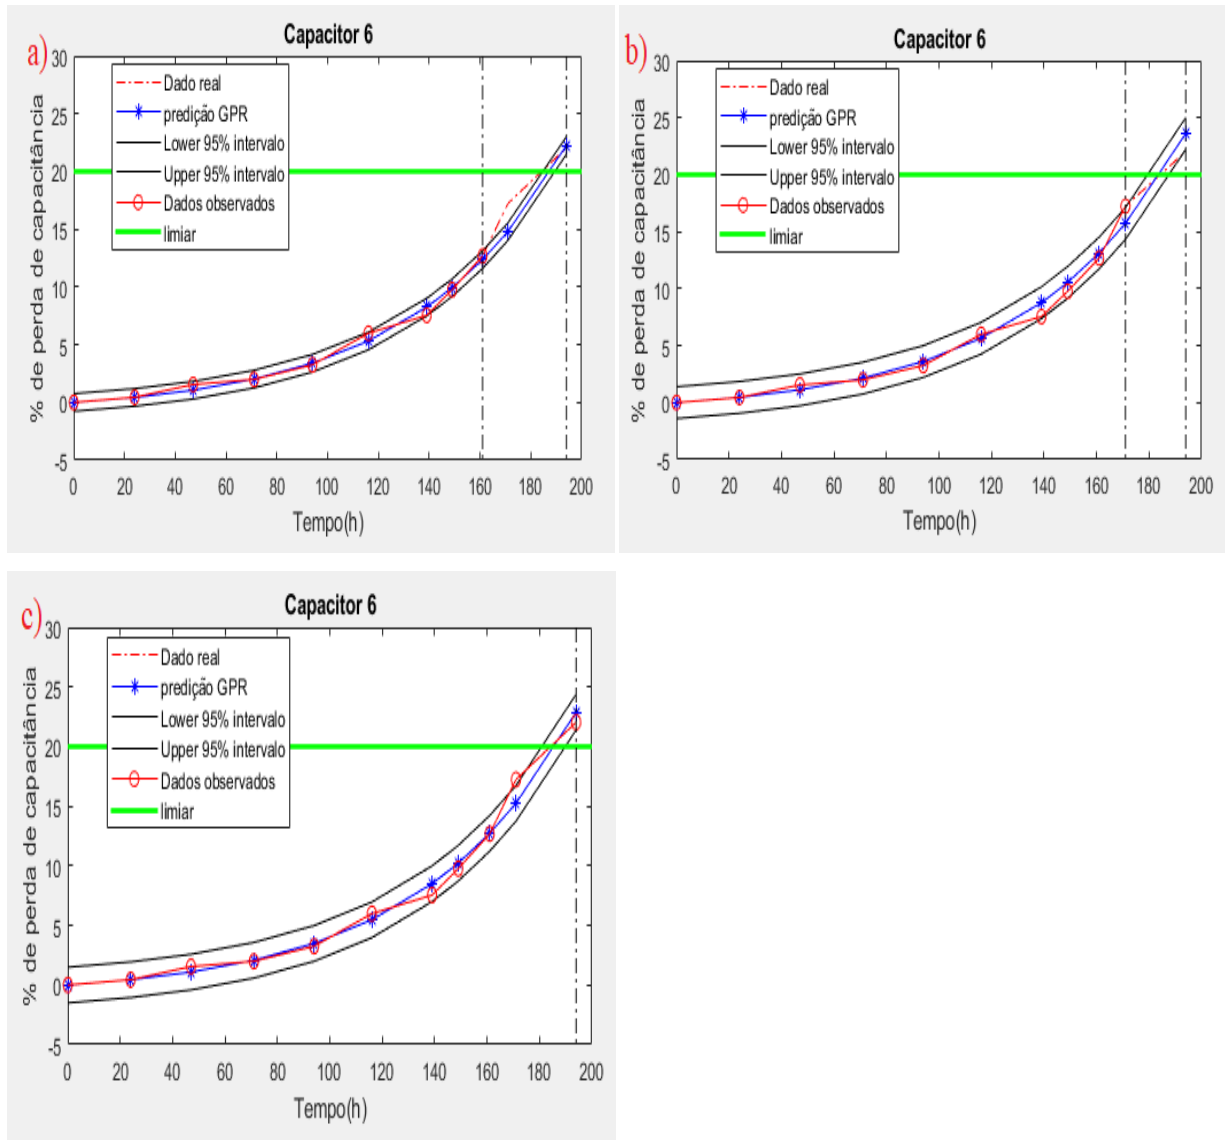 a)
Capacitor 6
30
25
20
15
10
5
0
-5
% de perda de capacitância
Dado real
predição GPR
Lower 95% intervalo
Upper 95% intervalo
Dados observados
limiar
0 20 40 60 80 100 120 140 160 180 200
Tempo(h)
b)
Capacitor 6
30
25
20
15
10
5
0
-5
% de perda de capacitância
Dado real
predição GPR
Lower 95% intervalo
Upper 95% intervalo
Dados observados
limiar
0 20 40 60 80 100 120 140 160 180 200
Tempo(h)
c)
Capacitor 6
30
25
20
15
10
5
0
-5
% de perda de capacitância
Dado real
predição GPR
Lower 95% intervalo
Upper 95% intervalo
Dados observados
limiar
0 20 40 60 80 100 120 140 160 180 200
Tempo(h)